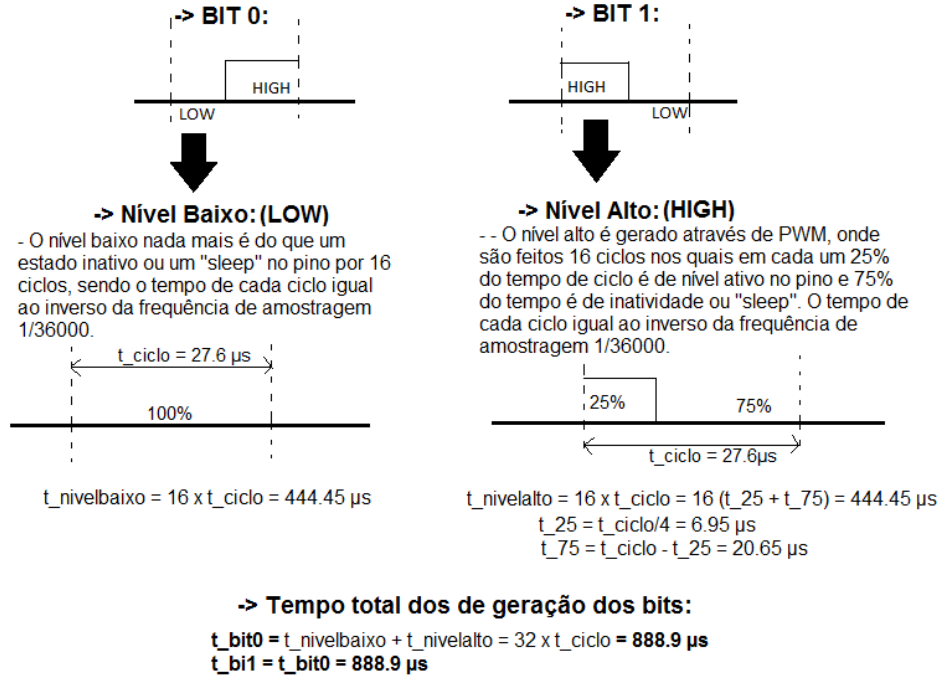 -> BIT 0:
HIGH
LOW
-> Nível Baixo: (LOW)
- O nível baixo nada mais é do que um
estado inativo ou um "sleep" no pino por 16
ciclos, sendo o tempo de cada ciclo igual
ao inverso da frequência de amostragem
1/36000.
t_ciclo = 27.6 µs
100%
t_nivelbaixo = 16 x t_ciclo = 444.45 µs
-> BIT 1:
HIGH
LOW
-> Nível Alto: (HIGH)
- - O nível alto é gerado através de PWM, onde
são feitos 16 ciclos nos quais em cada um 25%
do tempo de ciclo é de nível ativo no pino e 75%
do tempo é de inatividade ou "sleep". O tempo de
cada ciclo igual ao inverso da frequência de
amostragem 1/36000.
25%
75%
t_ciclo = 27.6µs
t_nivelalto = 16 x t_ciclo = 16 (t_25 + t_75) = 444.45 µs
t_25 = t_ciclo/4 = 6.95 µs
t_75 = t_ciclo - t_25 = 20.65 µs
-> Tempo total dos de geração dos bits:
t_bit0 = t_nivelbaixo + t_nivelalto = 32 x t_ciclo = 888.9 µs
t_bi1 = t_bit0 = 888.9 µs